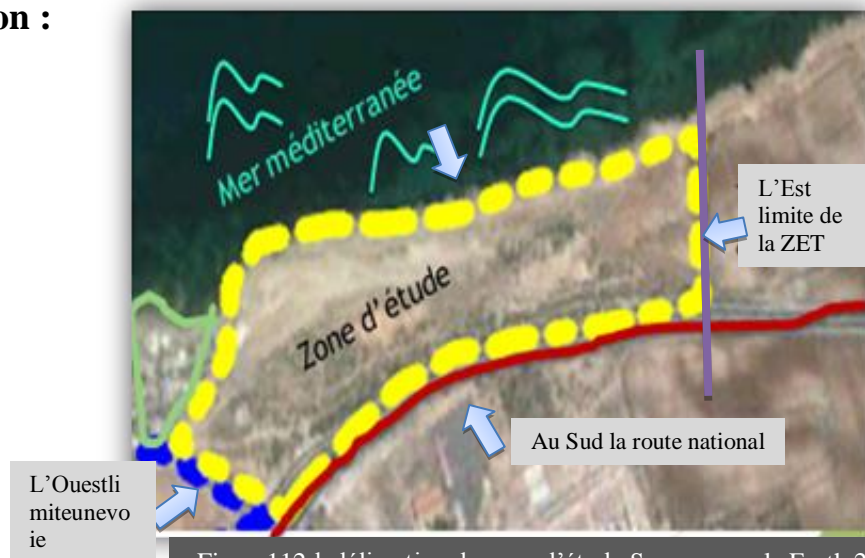 on :
Mer méditerranée
L'Est
limite de
la ZET
Zone d'étude
Au Sud la route national
L'Ouestli
miteunevo
ie